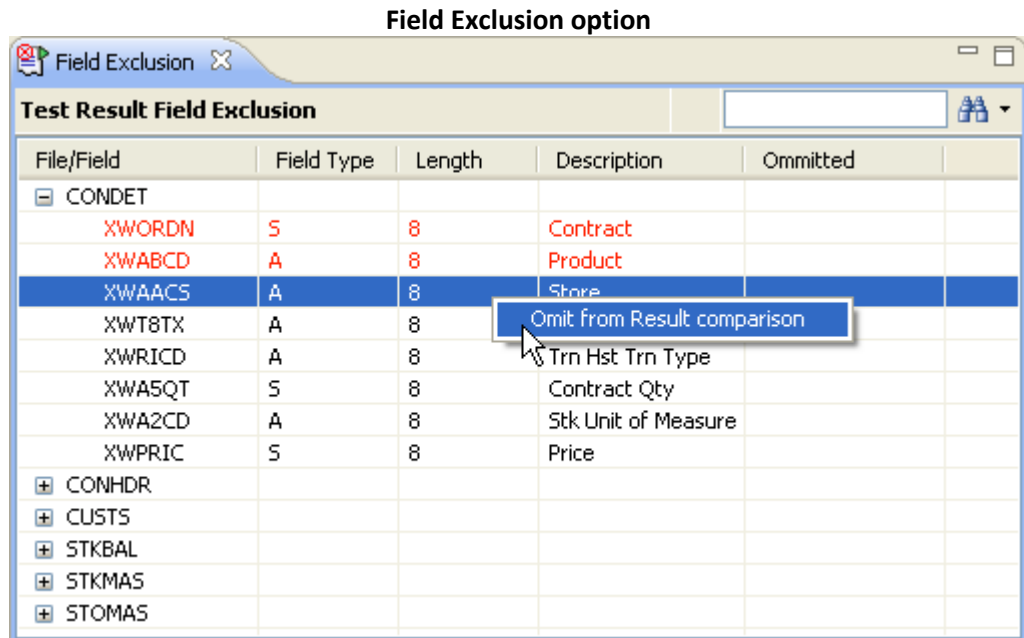 Field Exclusion option
Field Exclusion
Test Result Field Exclusion
File/Field Field Type Length Description Ommitted
CONDET
XWORDN S 8 Contract
XWABCD A 8 Product
XWAACS A 8 Store
Omit from Result comparison
XWT8TX A 8
XWRICD A 8 Trn Hst Trn Type
XWA5QT S 8 Contract Qty
XWA2CD A 8 Stk Unit of Measure
XWPRIC S 8 Price
CONHDR
CUSTS
STKBAL
STKMAS
STOMAS